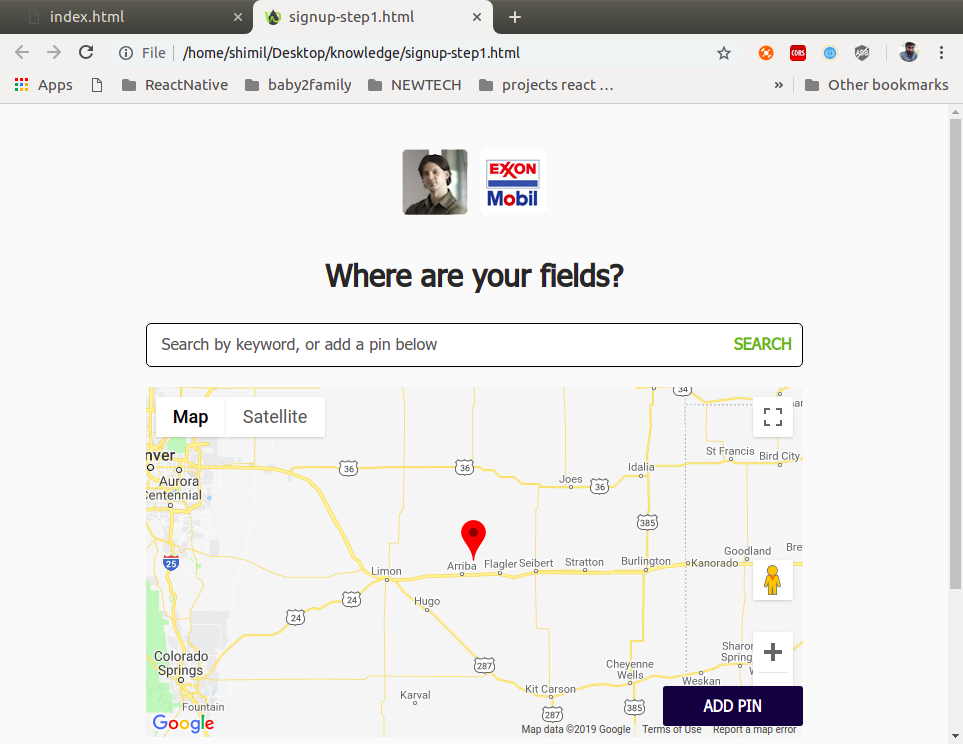 index.html
signup-step1.html
File
/home/shimil/Desktop/knowledge/signup-step1.html
CORS
ADB
Apps
ReactNative
baby2family
NEWTECH
projects react …
»
Other bookmarks
EXXON
Mobil
Where are your fields?
Search by keyword, or add a pin below
SEARCH
Map
Satellite
34
nver
Aurora
Centennial
36
36
Joes
36
Idalia
St Francis
Bird City
385
25
Limon
Arriba
Flagler
Seibert
Stratton
Burlington
Kanorado
Goodland
Bre
24
24
Hugo
Colorado
Springs
287
Cheyenne
Wells
Sharon
Spring
Weskan
Fountain
Karval
Kit Carson
287
385
ADD PIN
Google
Map data ©2019 Google
Terms of Use
Report a map error